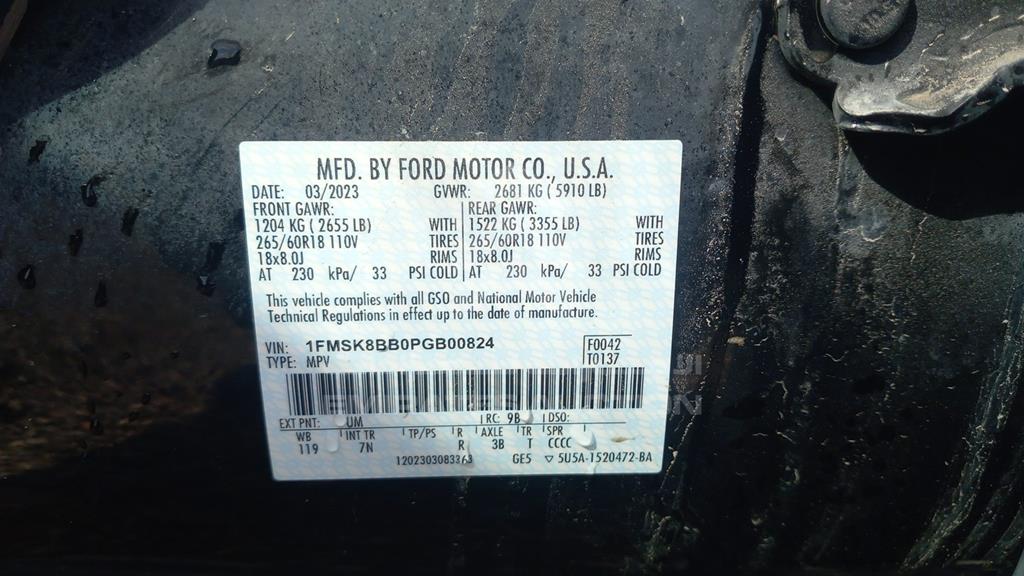 MFD. BY FORD MOTOR CO., U.S.A.
DATE: 03/2023 GVWR: 2681 KG ( 5910 LB)
FRONT GAWR: REAR GAWR:
1204 KG ( 2655 LB) WITH 1522 KG ( 3355 LB) WITH
265/60R18 110V TIRES 265/60R18 110V TIRES
18x8.0J RIMS 18x8.0J RIMS
AT 230 kPa/ 33 PSI COLD AT 230 kPa/ 33 PSI COLD
This vehicle complies with all GSO and National Motor Vehicle
Technical Regulations in effect up to the date of manufacture.
VIN: 1FMSK8BB0PGB00824 F0042
TYPE: MPV T0137
EXT PNT: UM RC: 9B DSO:
WB INT TR TP/PS R AXLE TR SPR
119 7N R 3B T CCCC
1202303083363 GE5 ▽ 5U5A-1520472-BA